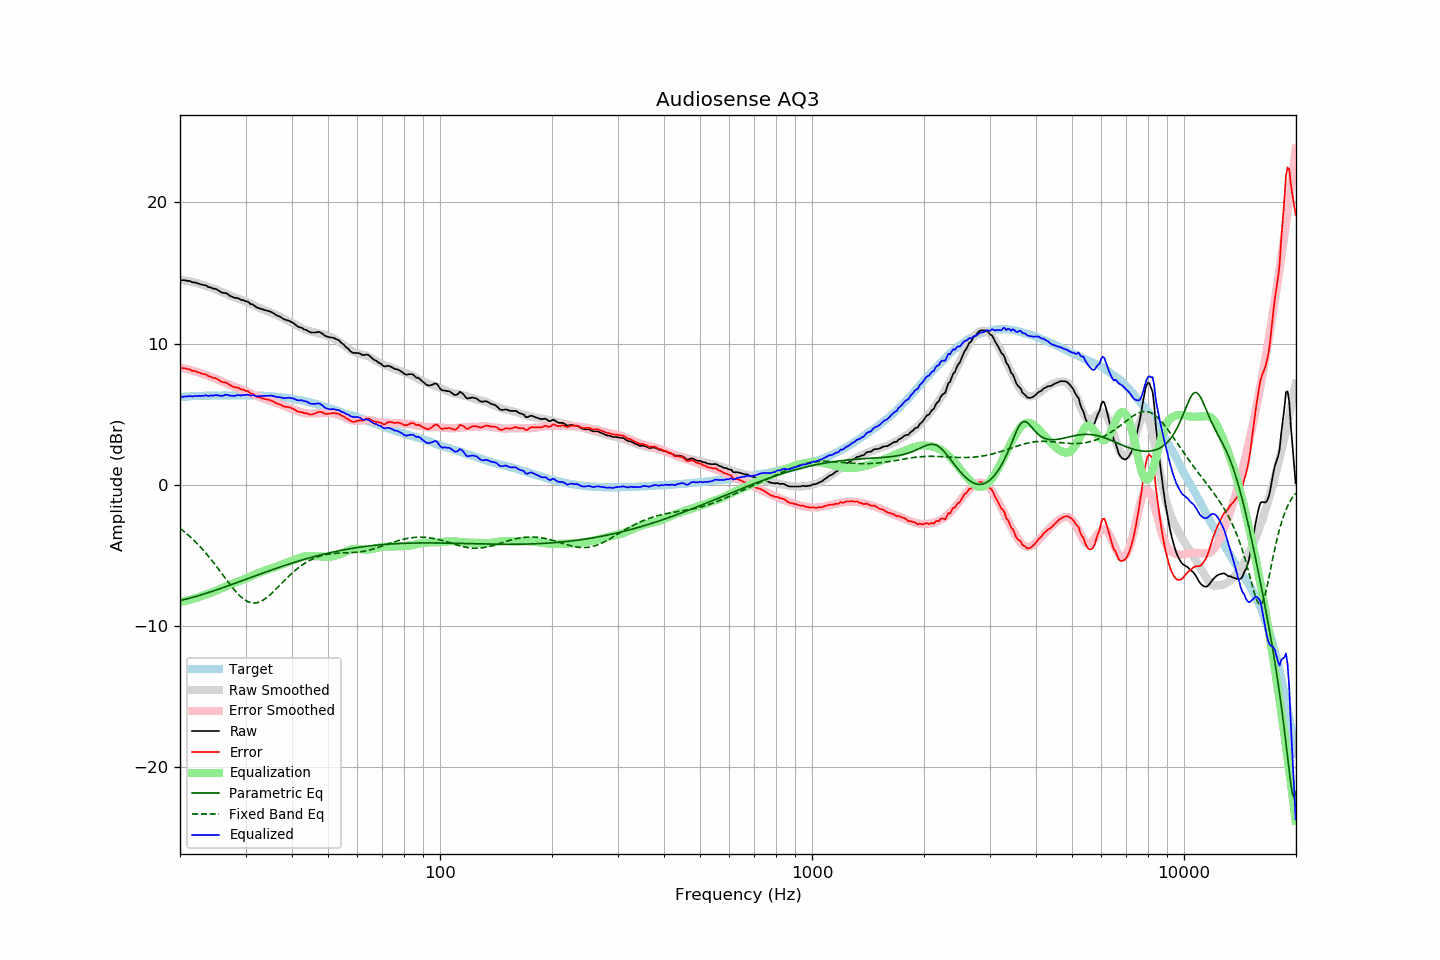 Audiosense AQ3
Amplitude (dBr)
20
10
0
−10
−20
Target
Raw Smoothed
Error Smoothed
Raw
Error
Equalization
Parametric Eq
Fixed Band Eq
Equalized
100
1000
10000
Frequency (Hz)